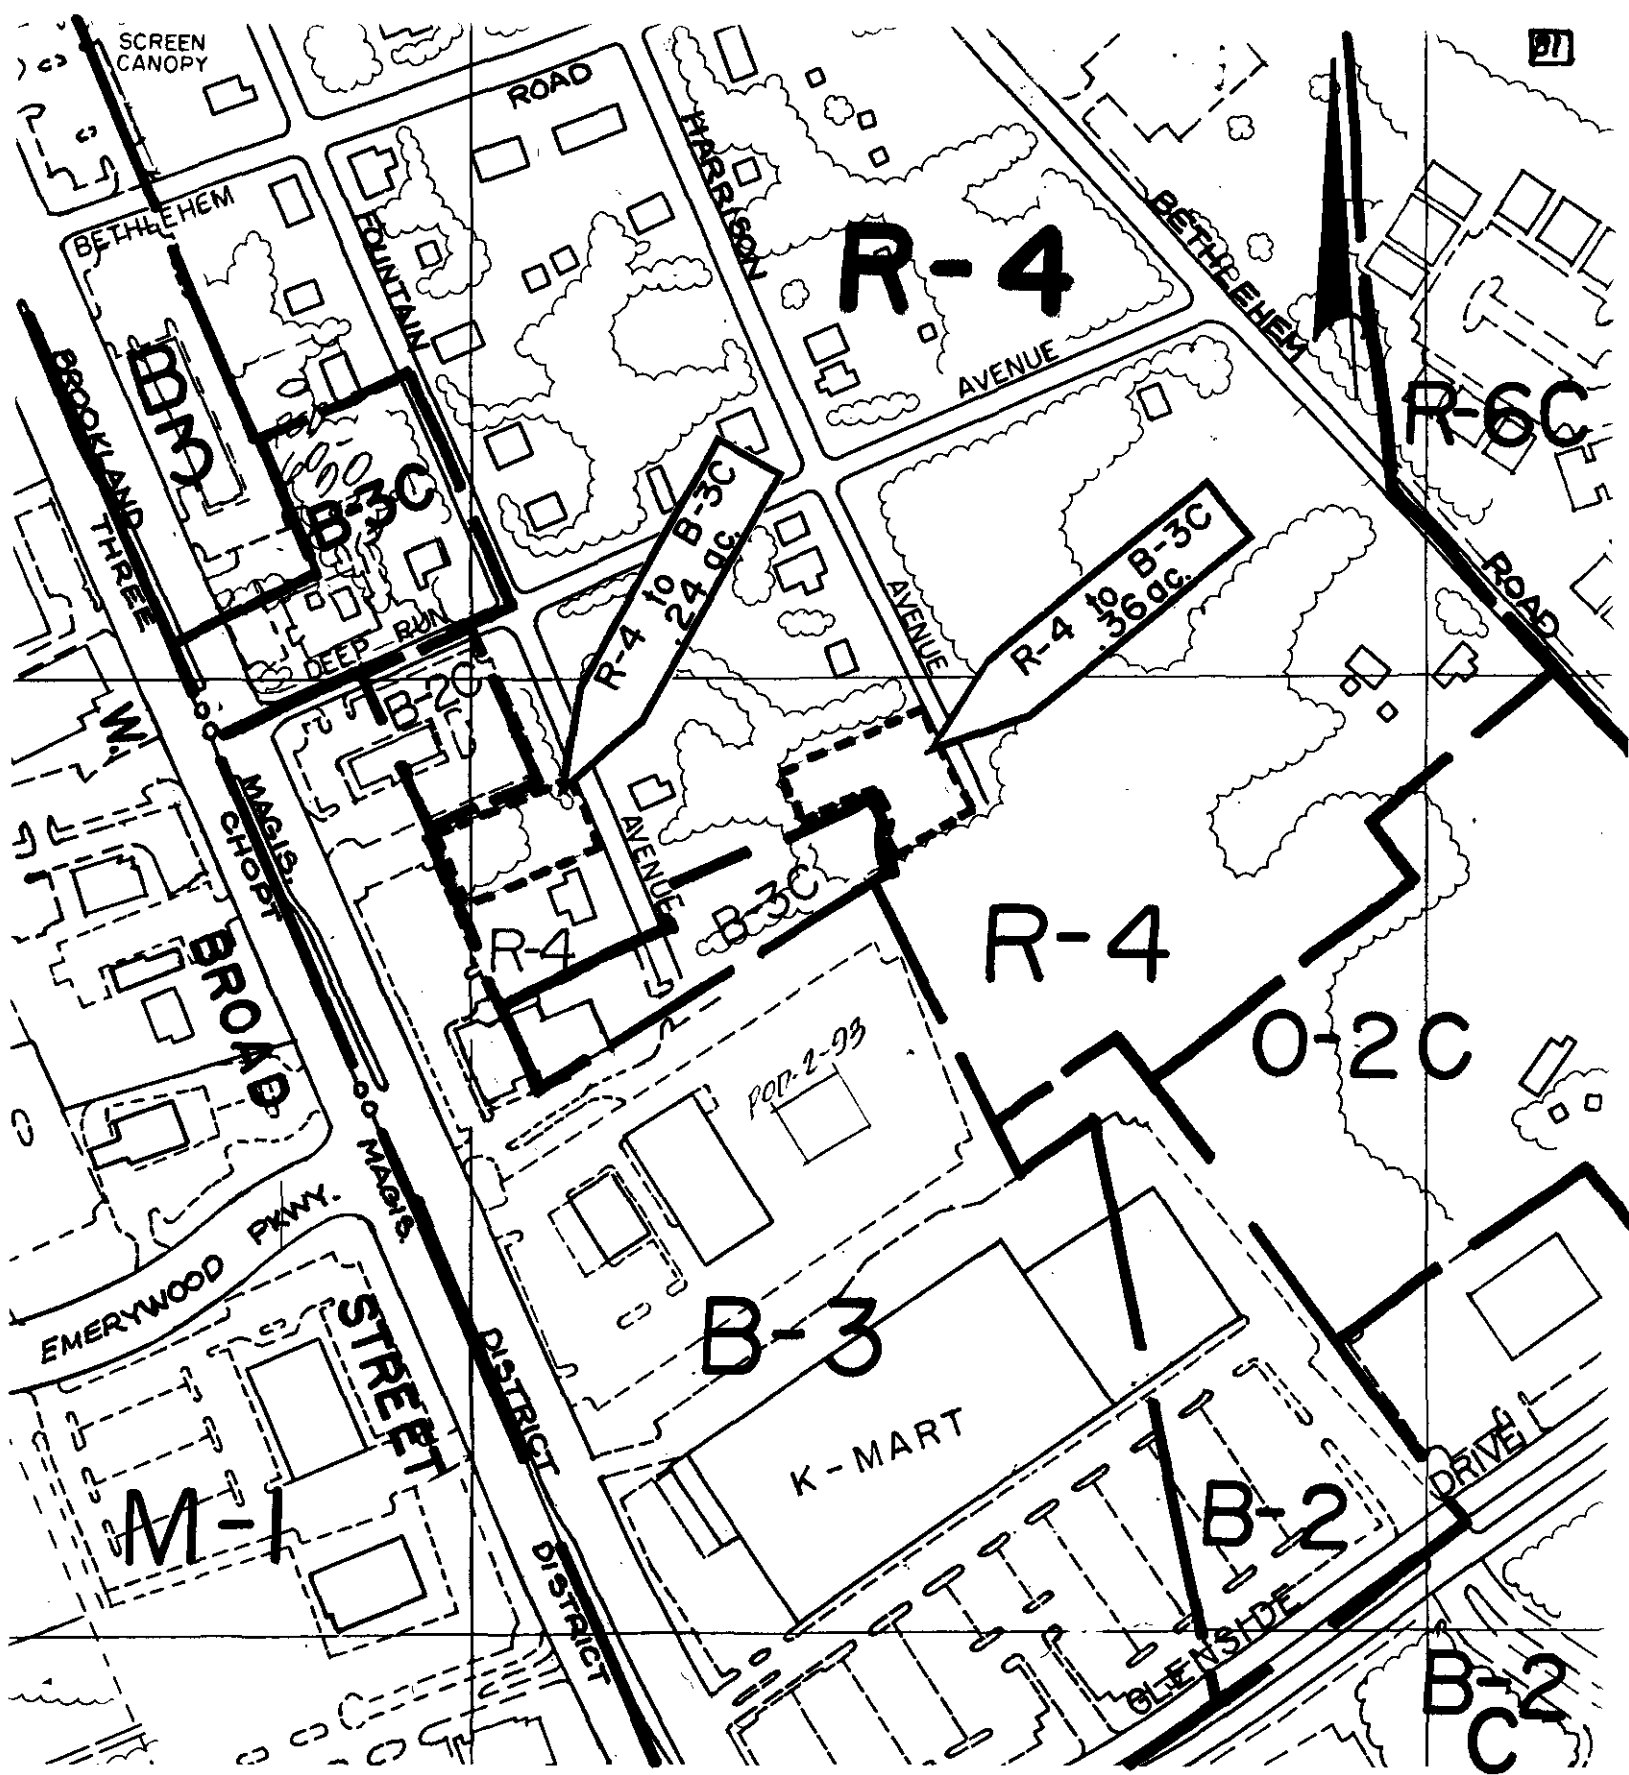 SCREEN
CANOPY
31
ROAD
HARRISON
BETHLEHEM
BETHLEHEM
FOUNTAIN
R-4
AVENUE
R-6C
BROOKLAND
THREE
B-3
B-3C
R-4 to B-3C
.24 ac.
R-4 to B-3C
.36 ac.
AVENUE
ROAD
DEEP RUN
B-2C
W.
BROAD
STREET
MAGIS.
CHOPT
AVENUE
B-3C
R-4
R-4
O-2C
POD-2-93
MAGIS.
DISTRICT
EMERYWOOD PKWY.
B-3
K-MART
M-1
B-2
DRIVE
DISTRICT
GLENSIDE
B-2
C